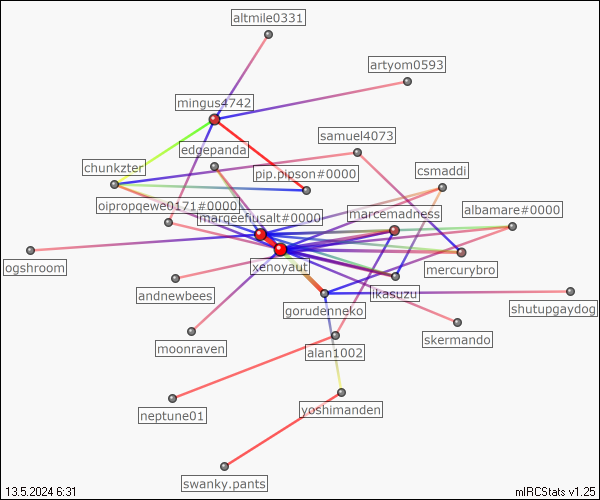 altmile0331
artyom0593
mingus4742
samuel4073
edgepanda
chunkzter
pip.pipson#0000
csmaddi
oipropqewe0171#0000
marcemadness
albamare#0000
margeefusalt#0000
ogshroom
xenoyaut
mercurybro
andnewbees
ikasuzu
gorudenneko
shutupgaydog
skermando
moonraven
alan1002
neptune01
yoshimanden
swanky.pants
13.5.2024 6:31
mIRCStats v1.25